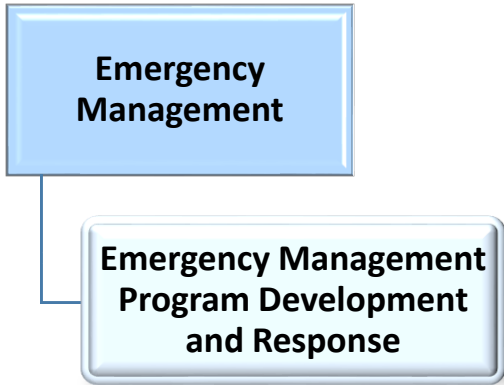 Emergency
Management
Emergency Management
Program Development
and Response